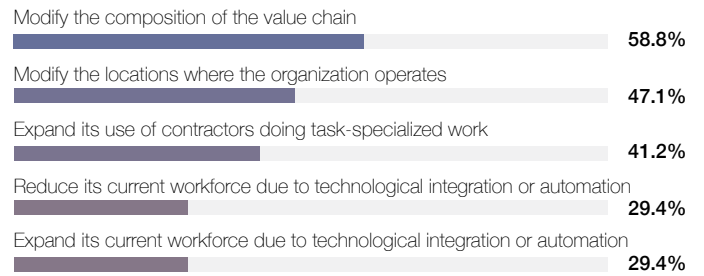 Modify the composition of the value chain
58.8%
Modify the locations where the organization operates
47.1%
Expand its use of contractors doing task-specialized work
41.2%
Reduce its current workforce due to technological integration or automation
29.4%
Expand its current workforce due to technological integration or automation
29.4%